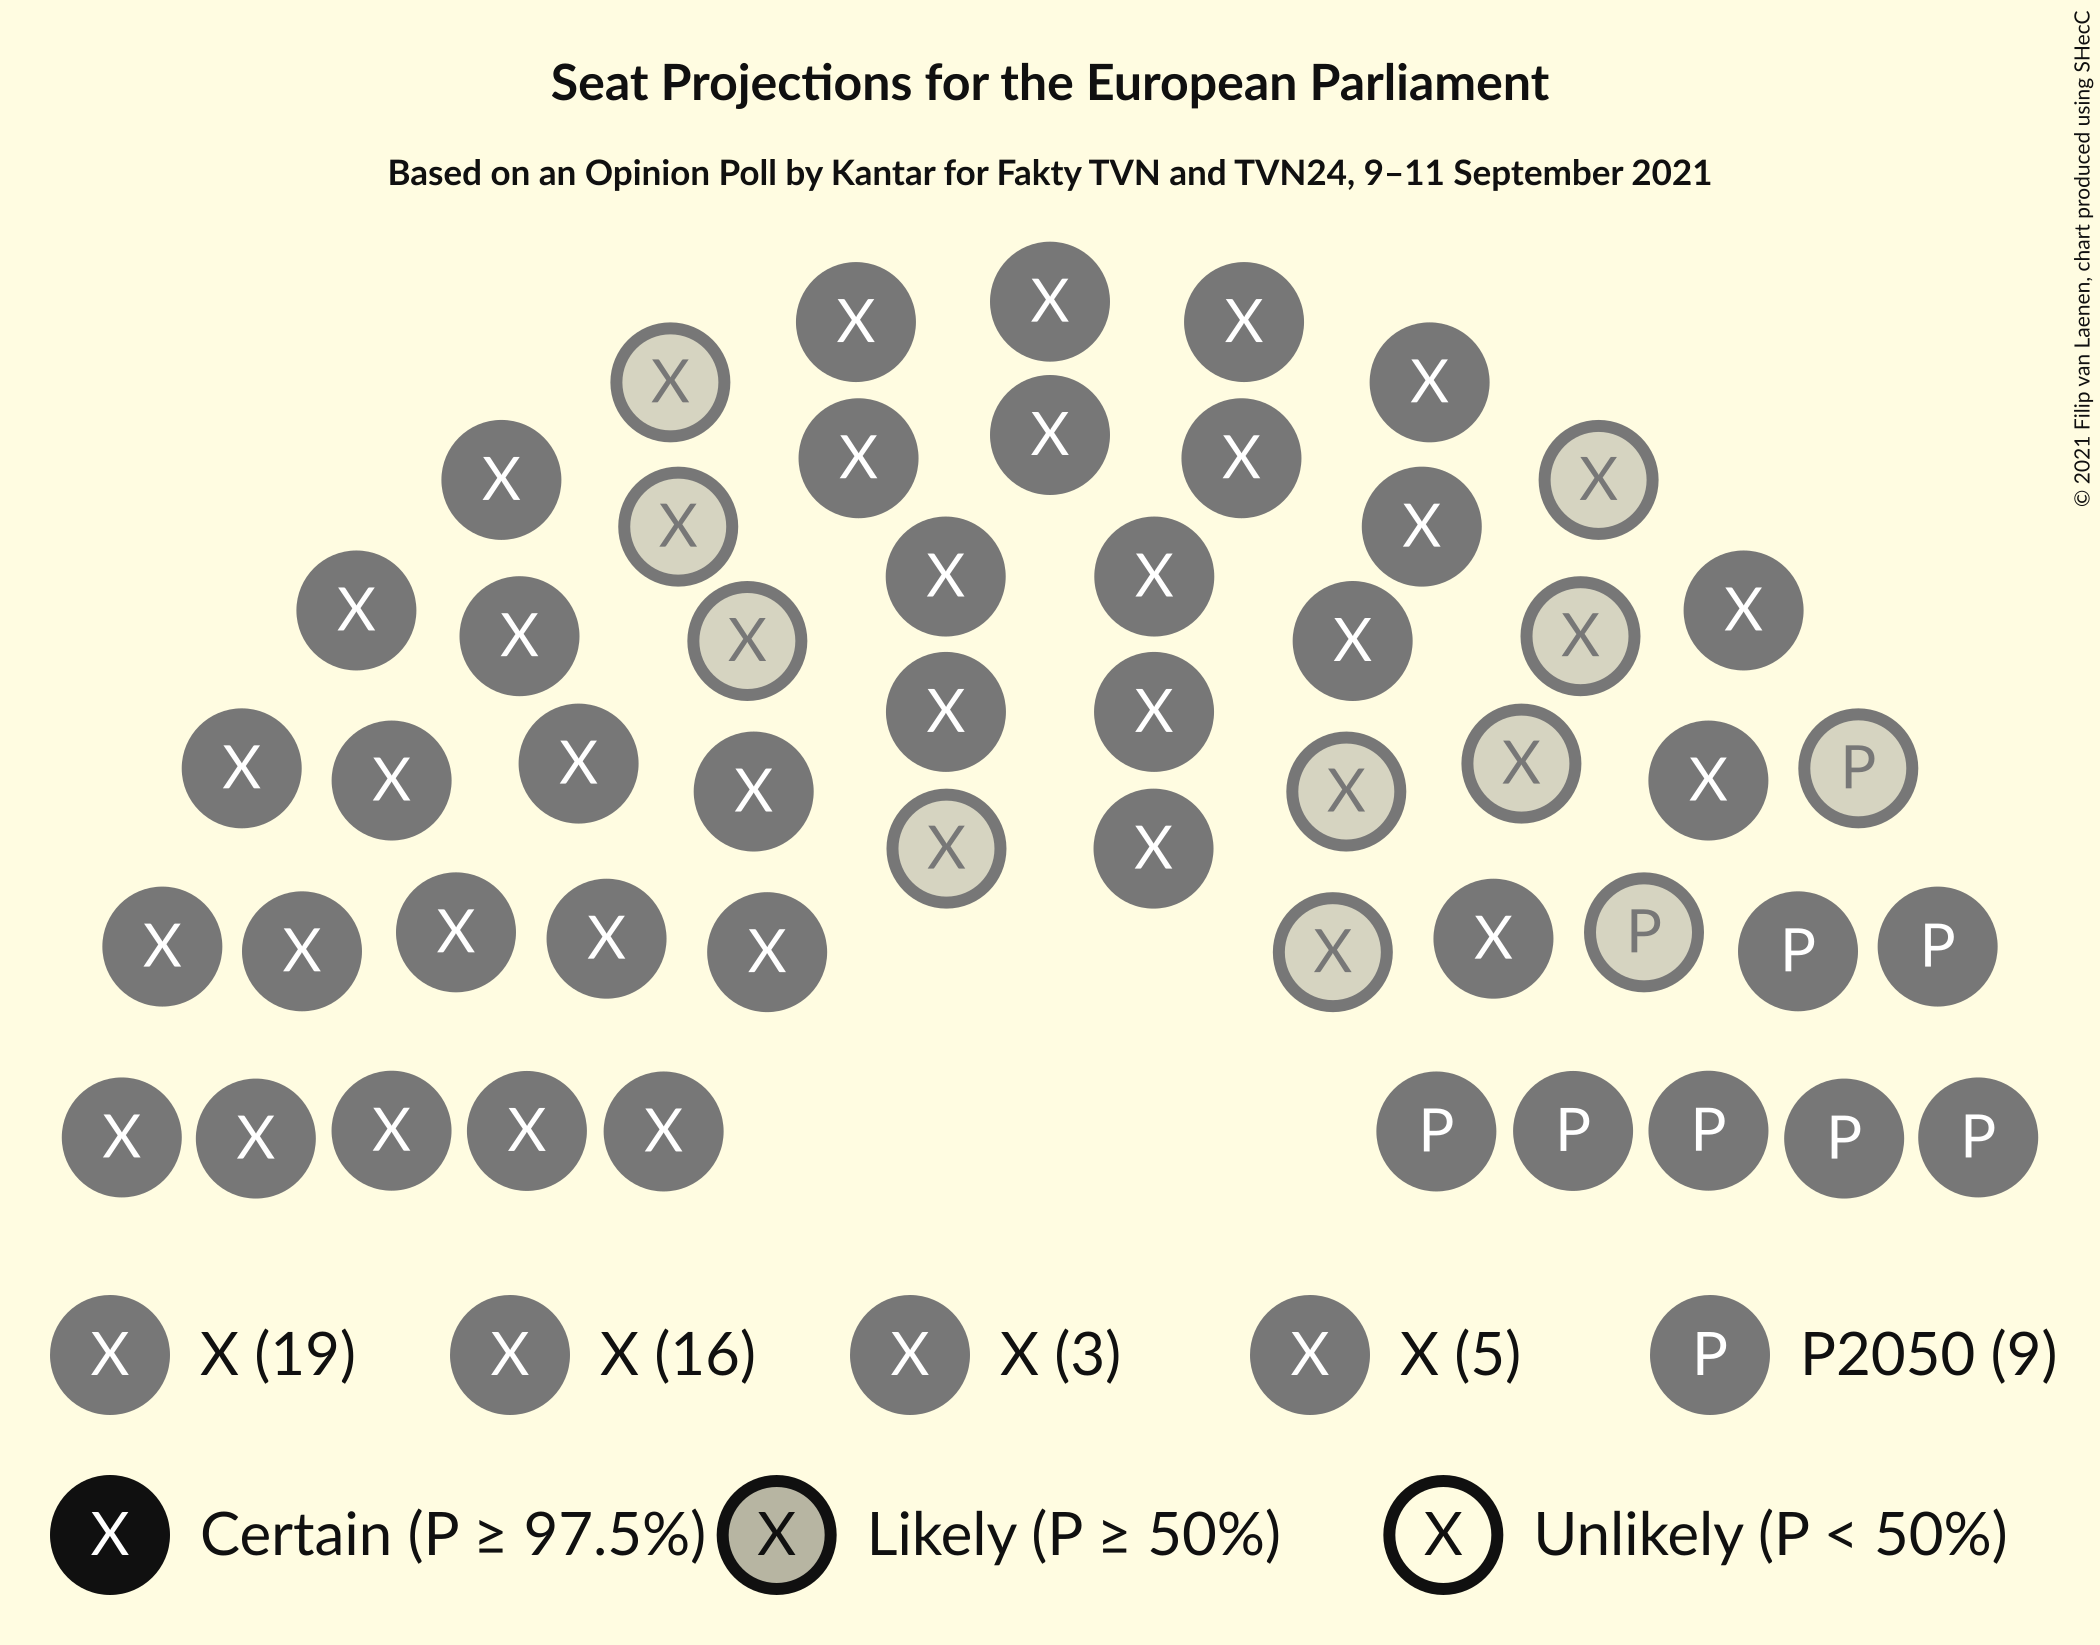 Seat Projections for the European Parliament
Based on an Opinion Poll by Kantar for Fakty TVN and TVN24, 9–11 September 2021
© 2021 Filip van Laenen, chart produced using SHecC
X
X X
X X
X
X X X
X X
X X
X X
X X
X X
X X X X
X X
X X X X
X X
X X X P
X X
X X
X P
X X X P
X X P P
X X
X X X P P P
X X P P
X X (19) X X (16) X X (3) X X (5) P P2050 (9)
X Certain (P ≥ 97.5%) X Likely (P ≥ 50%) X Unlikely (P < 50%)